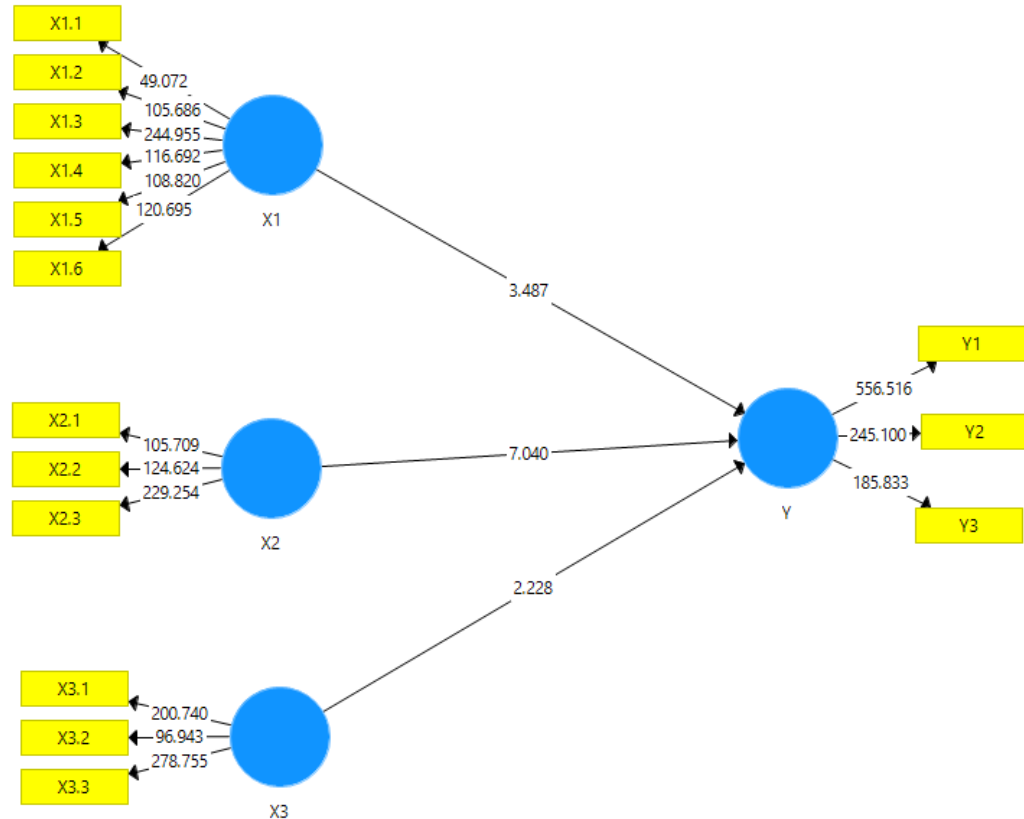 X1.1
X1.2
X1.3
X1.4
X1.5
X1.6
49.072
105.686
244.955
116.692
108.820
120.695
X1
3.487
X2.1
X2.2
X2.3
105.709
124.624
229.254
X2
7.040
Y1
Y2
Y3
556.516
245.100
185.833
Y
2.228
X3.1
X3.2
X3.3
200.740
96.943
278.755
X3